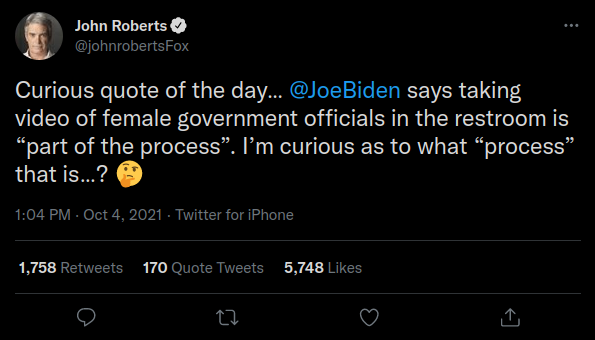 John Roberts
@johnrobertsFox
Curious quote of the day... @JoeBiden says taking
video of female government officials in the restroom is
“part of the process”. I’m curious as to what “process”
that is...? 🤔
1:04 PM · Oct 4, 2021 · Twitter for iPhone
1,758 Retweets 170 Quote Tweets 5,748 Likes